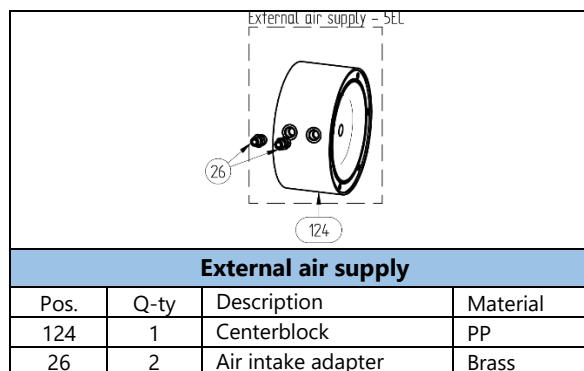 External air supply – 5EL
26
124
External air supply
Pos. Q-ty Description Material
124 1 Centerblock PP
26 2 Air intake adapter Brass